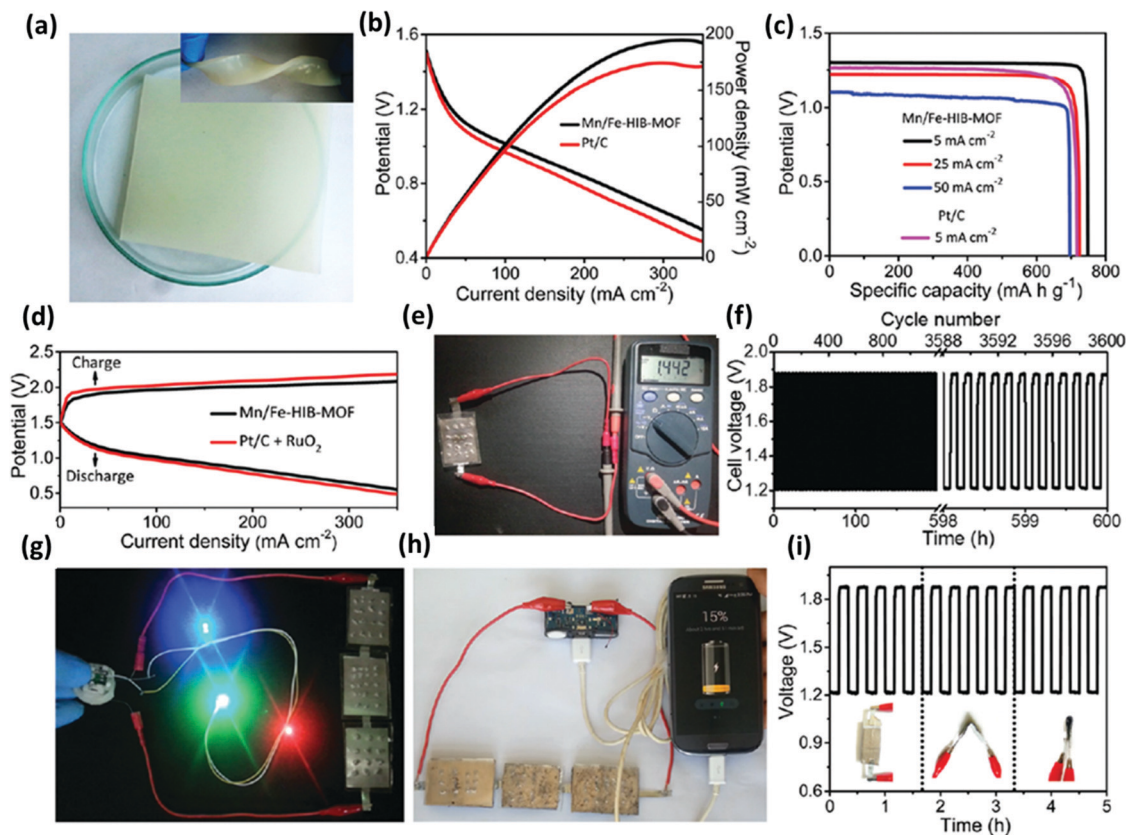 (a)
(b)
1.6
1.2
0.8
0.4
Potential (V)
Mn/Fe-HIB-MOF
Pt/C
200
150
100
50
0
Power density (mW cm⁻²)
0 100 200 300
Current density (mA cm⁻²)
(c)
1.5
1.0
0.5
0.0
Potential (V)
Mn/Fe-HIB-MOF
5 mA cm⁻²
25 mA cm⁻²
50 mA cm⁻²
Pt/C
5 mA cm⁻²
0 200 400 600 800
Specific capacity (mA h g⁻¹)
(d)
2.5
2.0
1.5
1.0
0.5
Potential (V)
Charge
Mn/Fe-HIB-MOF
Pt/C + RuO₂
Discharge
0 100 200 300
Current density (mA cm⁻²)
(e)
1.442
(f)
Cycle number
0 400 800 3588 3592 3596 3600
2.0
1.8
1.6
1.4
1.2
Cell voltage (V)
0 100 598 599 600
Time (h)
(g)
(h)
SAMSUNG
15%
(i)
1.8
1.5
1.2
0.9
0.6
Voltage (V)
0 1 2 3 4 5
Time (h)